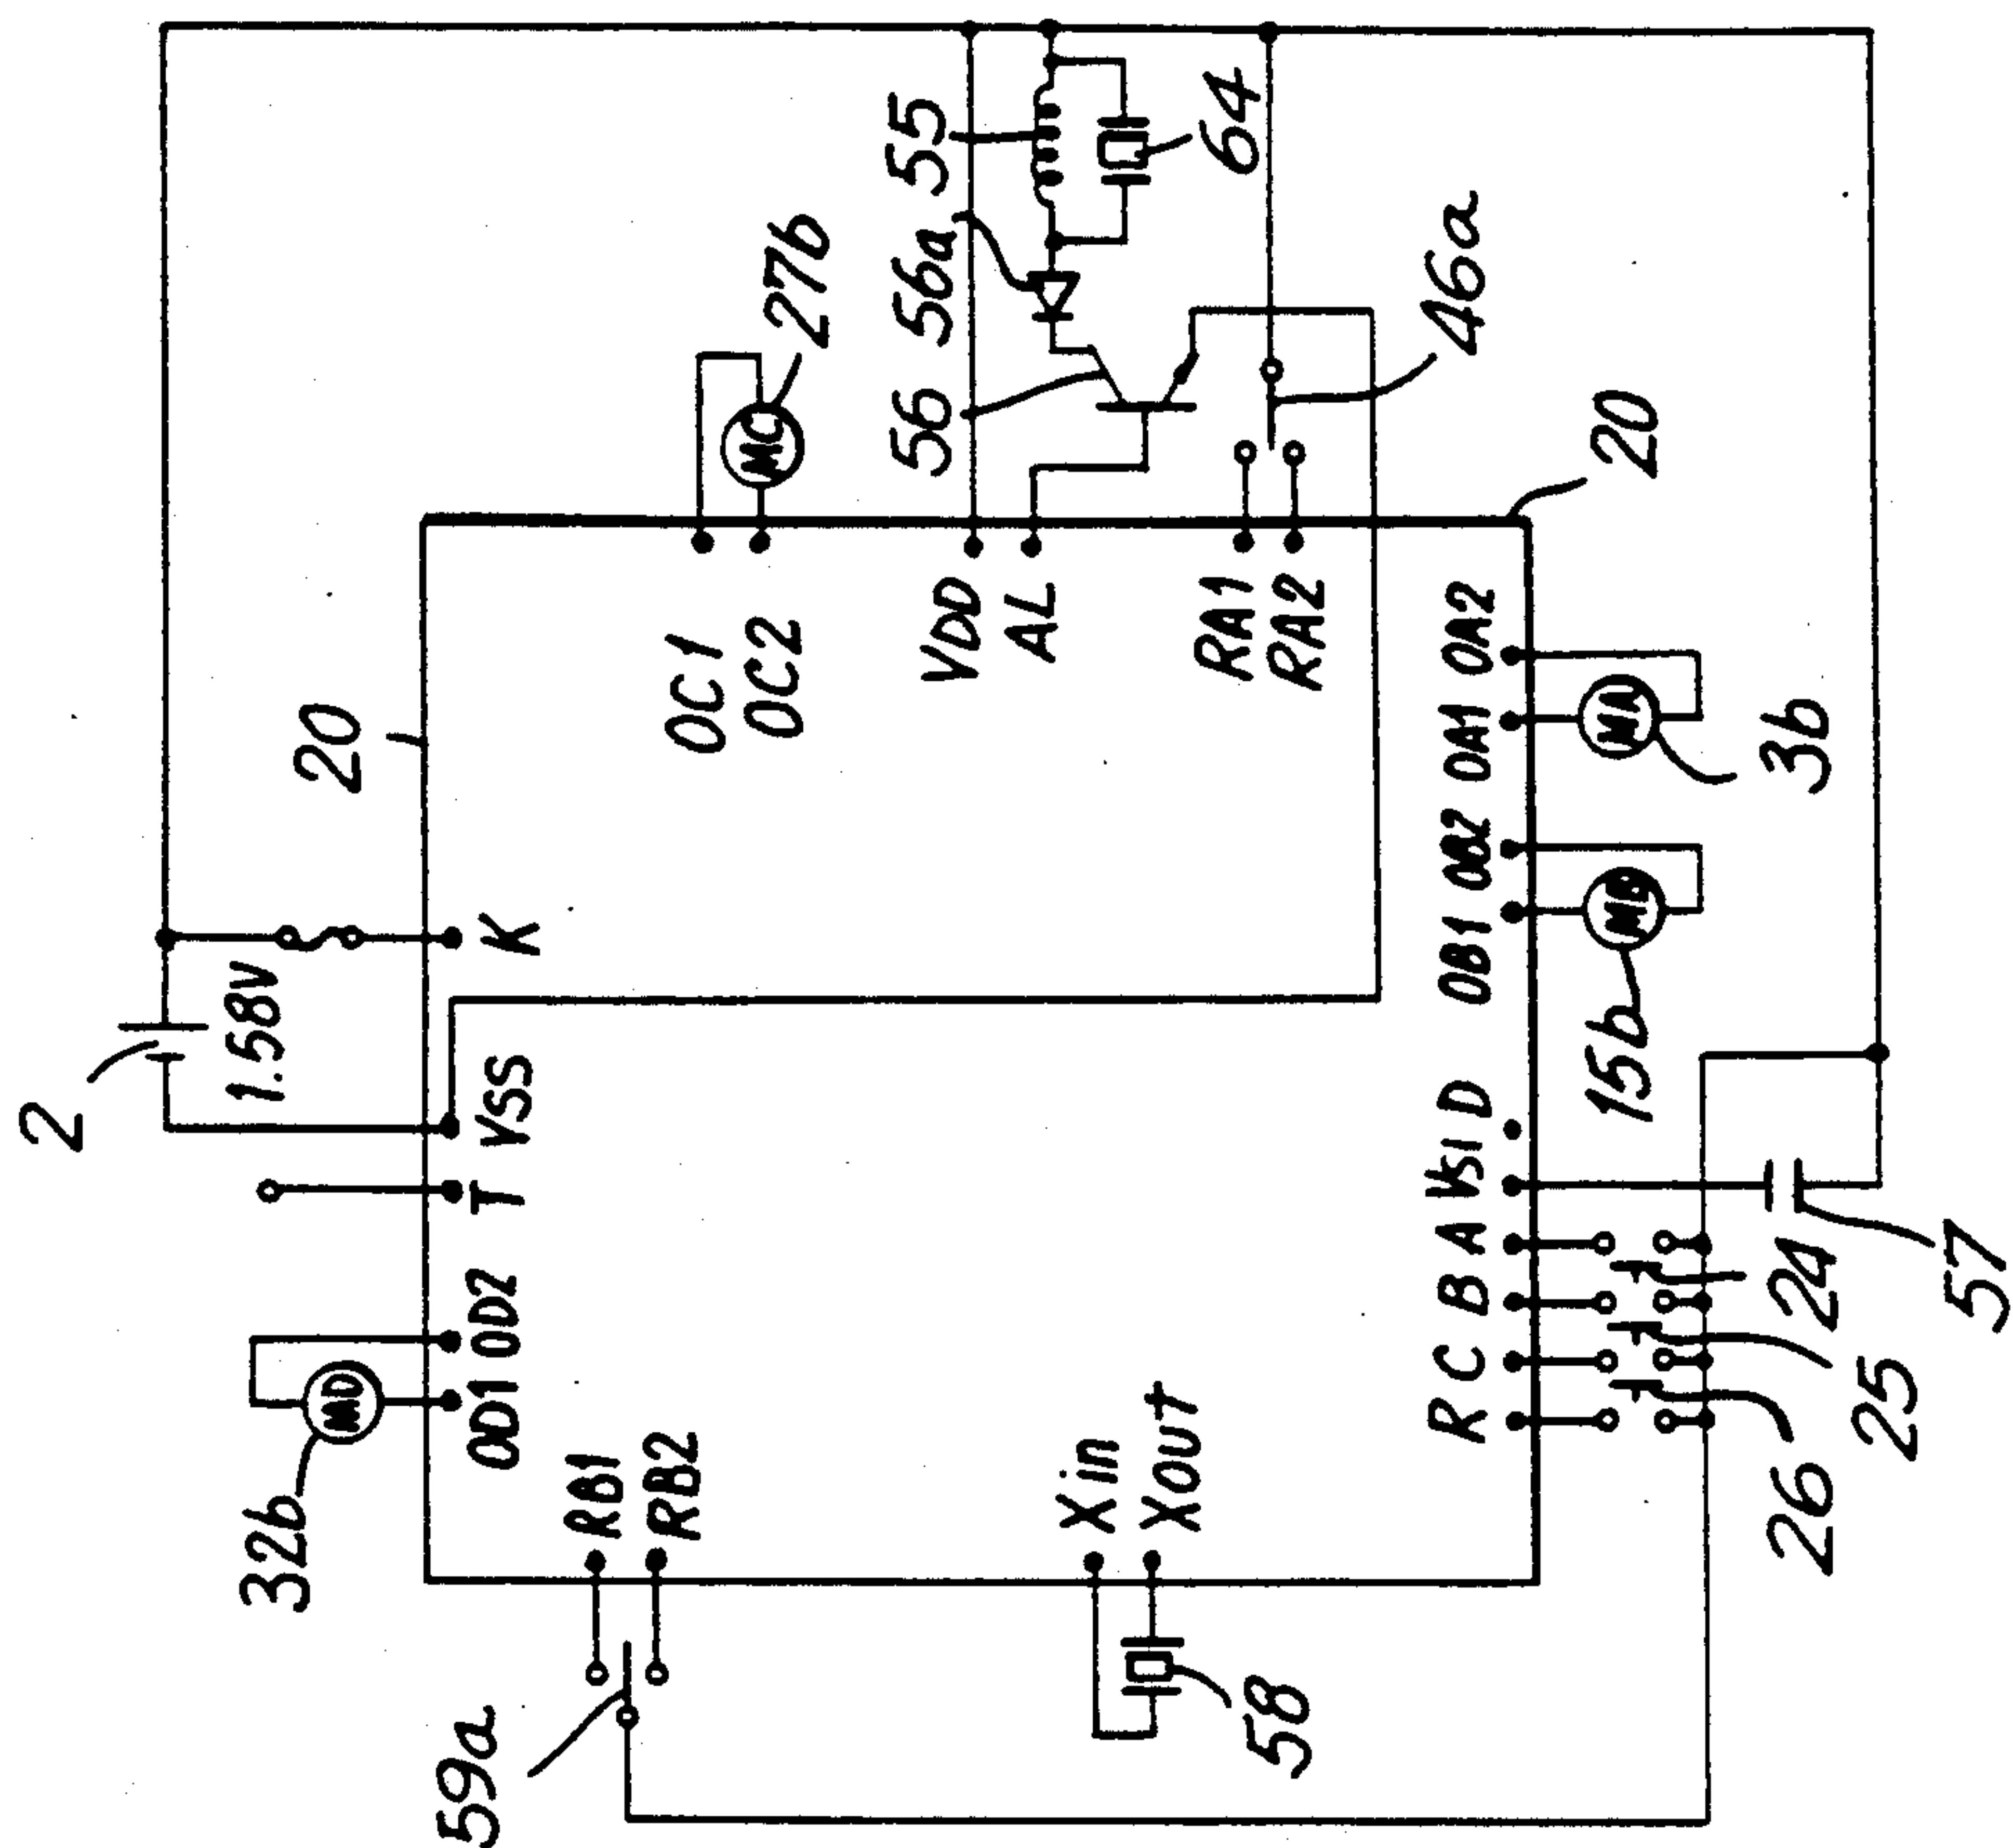 2
1.58V
20
K
VSS
T
OD2
OD1
MD
32b
RB1
RB2
59a
Xin
Xout
58
OC1
OC2
MC
27b
VDD
AL
RA1
RA2
56
56a
55
64
46a
20
OA2
OA1
MA
3b
OB2
OB1
15b
D
VS1
A
B
C
R
24
57
25
26